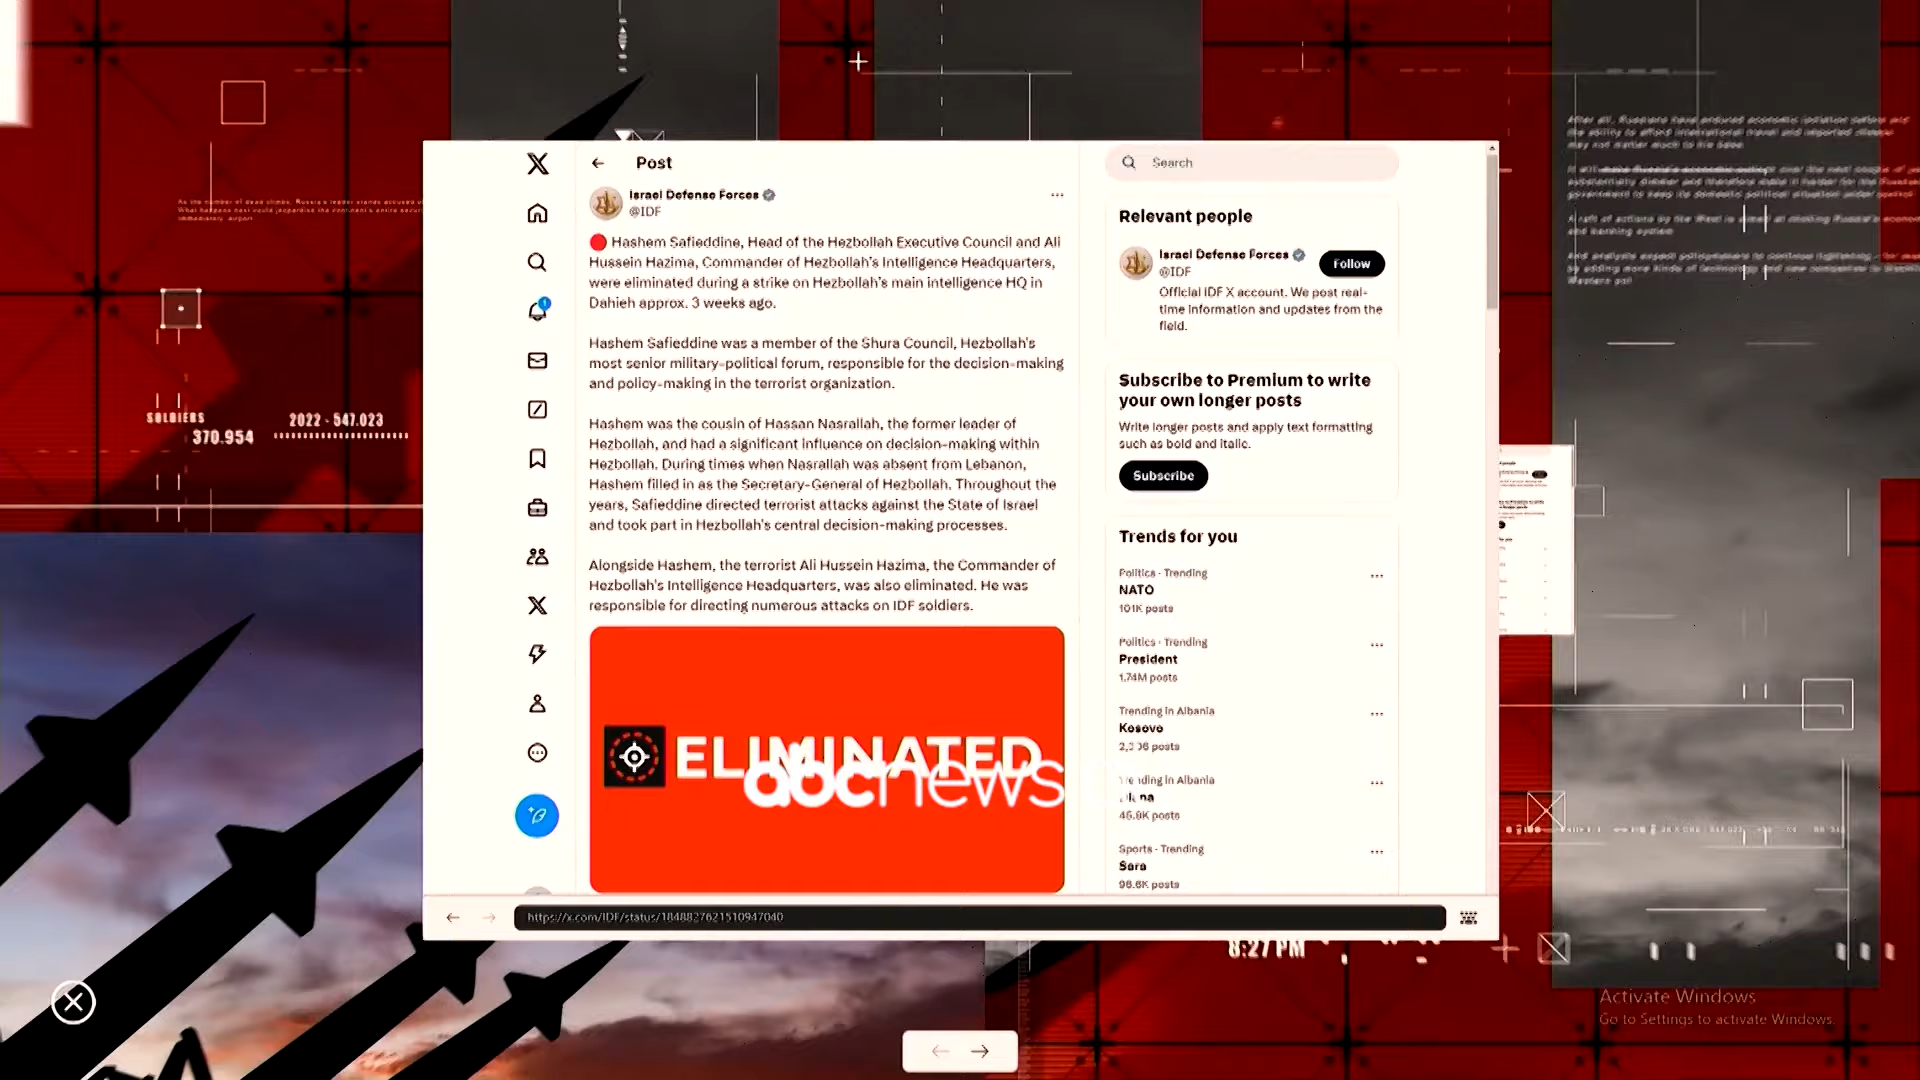 Post
Search
Israel Defense Forces
@IDF
Hashem Safieddine, Head of the Hezbollah Executive Council and Ali
Hussein Hazima, Commander of Hezbollah's Intelligence Headquarters,
were eliminated during a strike on Hezbollah's main intelligence HQ in
Dahieh approx. 3 weeks ago.
Hashem Safieddine was a member of the Shura Council, Hezbollah's
most senior military-political forum, responsible for the decision-making
and policy-making in the terrorist organization.
Hashem was the cousin of Hassan Nasrallah, the former leader of
Hezbollah, and had a significant influence on decision-making within
Hezbollah. During times when Nasrallah was absent from Lebanon,
Hashem filled in as the Secretary-General of Hezbollah. Throughout the
years, Safieddine directed terrorist attacks against the State of Israel
and took part in Hezbollah's central decision-making processes.
Alongside Hashem, the terrorist Ali Hussein Hazima, the Commander of
Hezbollah's Intelligence Headquarters, was also eliminated. He was
responsible for directing numerous attacks on IDF soldiers.
ELIMINATED
abcnews
Relevant people
Israel Defense Forces
@IDF
Follow
Official IDF X account. We post real-
time information and updates from the
field.
Subscribe to Premium to write
your own longer posts
Write longer posts and apply text formatting
such as bold and italic.
Subscribe
Trends for you
Politics · Trending
NATO
101K posts
Politics · Trending
President
1.74M posts
Trending in Albania
Kosovo
posts
Trending in Albania
45.9K posts
Sports · Trending
Sara
96.6K posts
https://x.com/IDF/status/1848827621510947040
SOLDIERS
370.954
2022 - 547.023
8:27 PM
Activate Windows
Go to Settings to activate Windows.